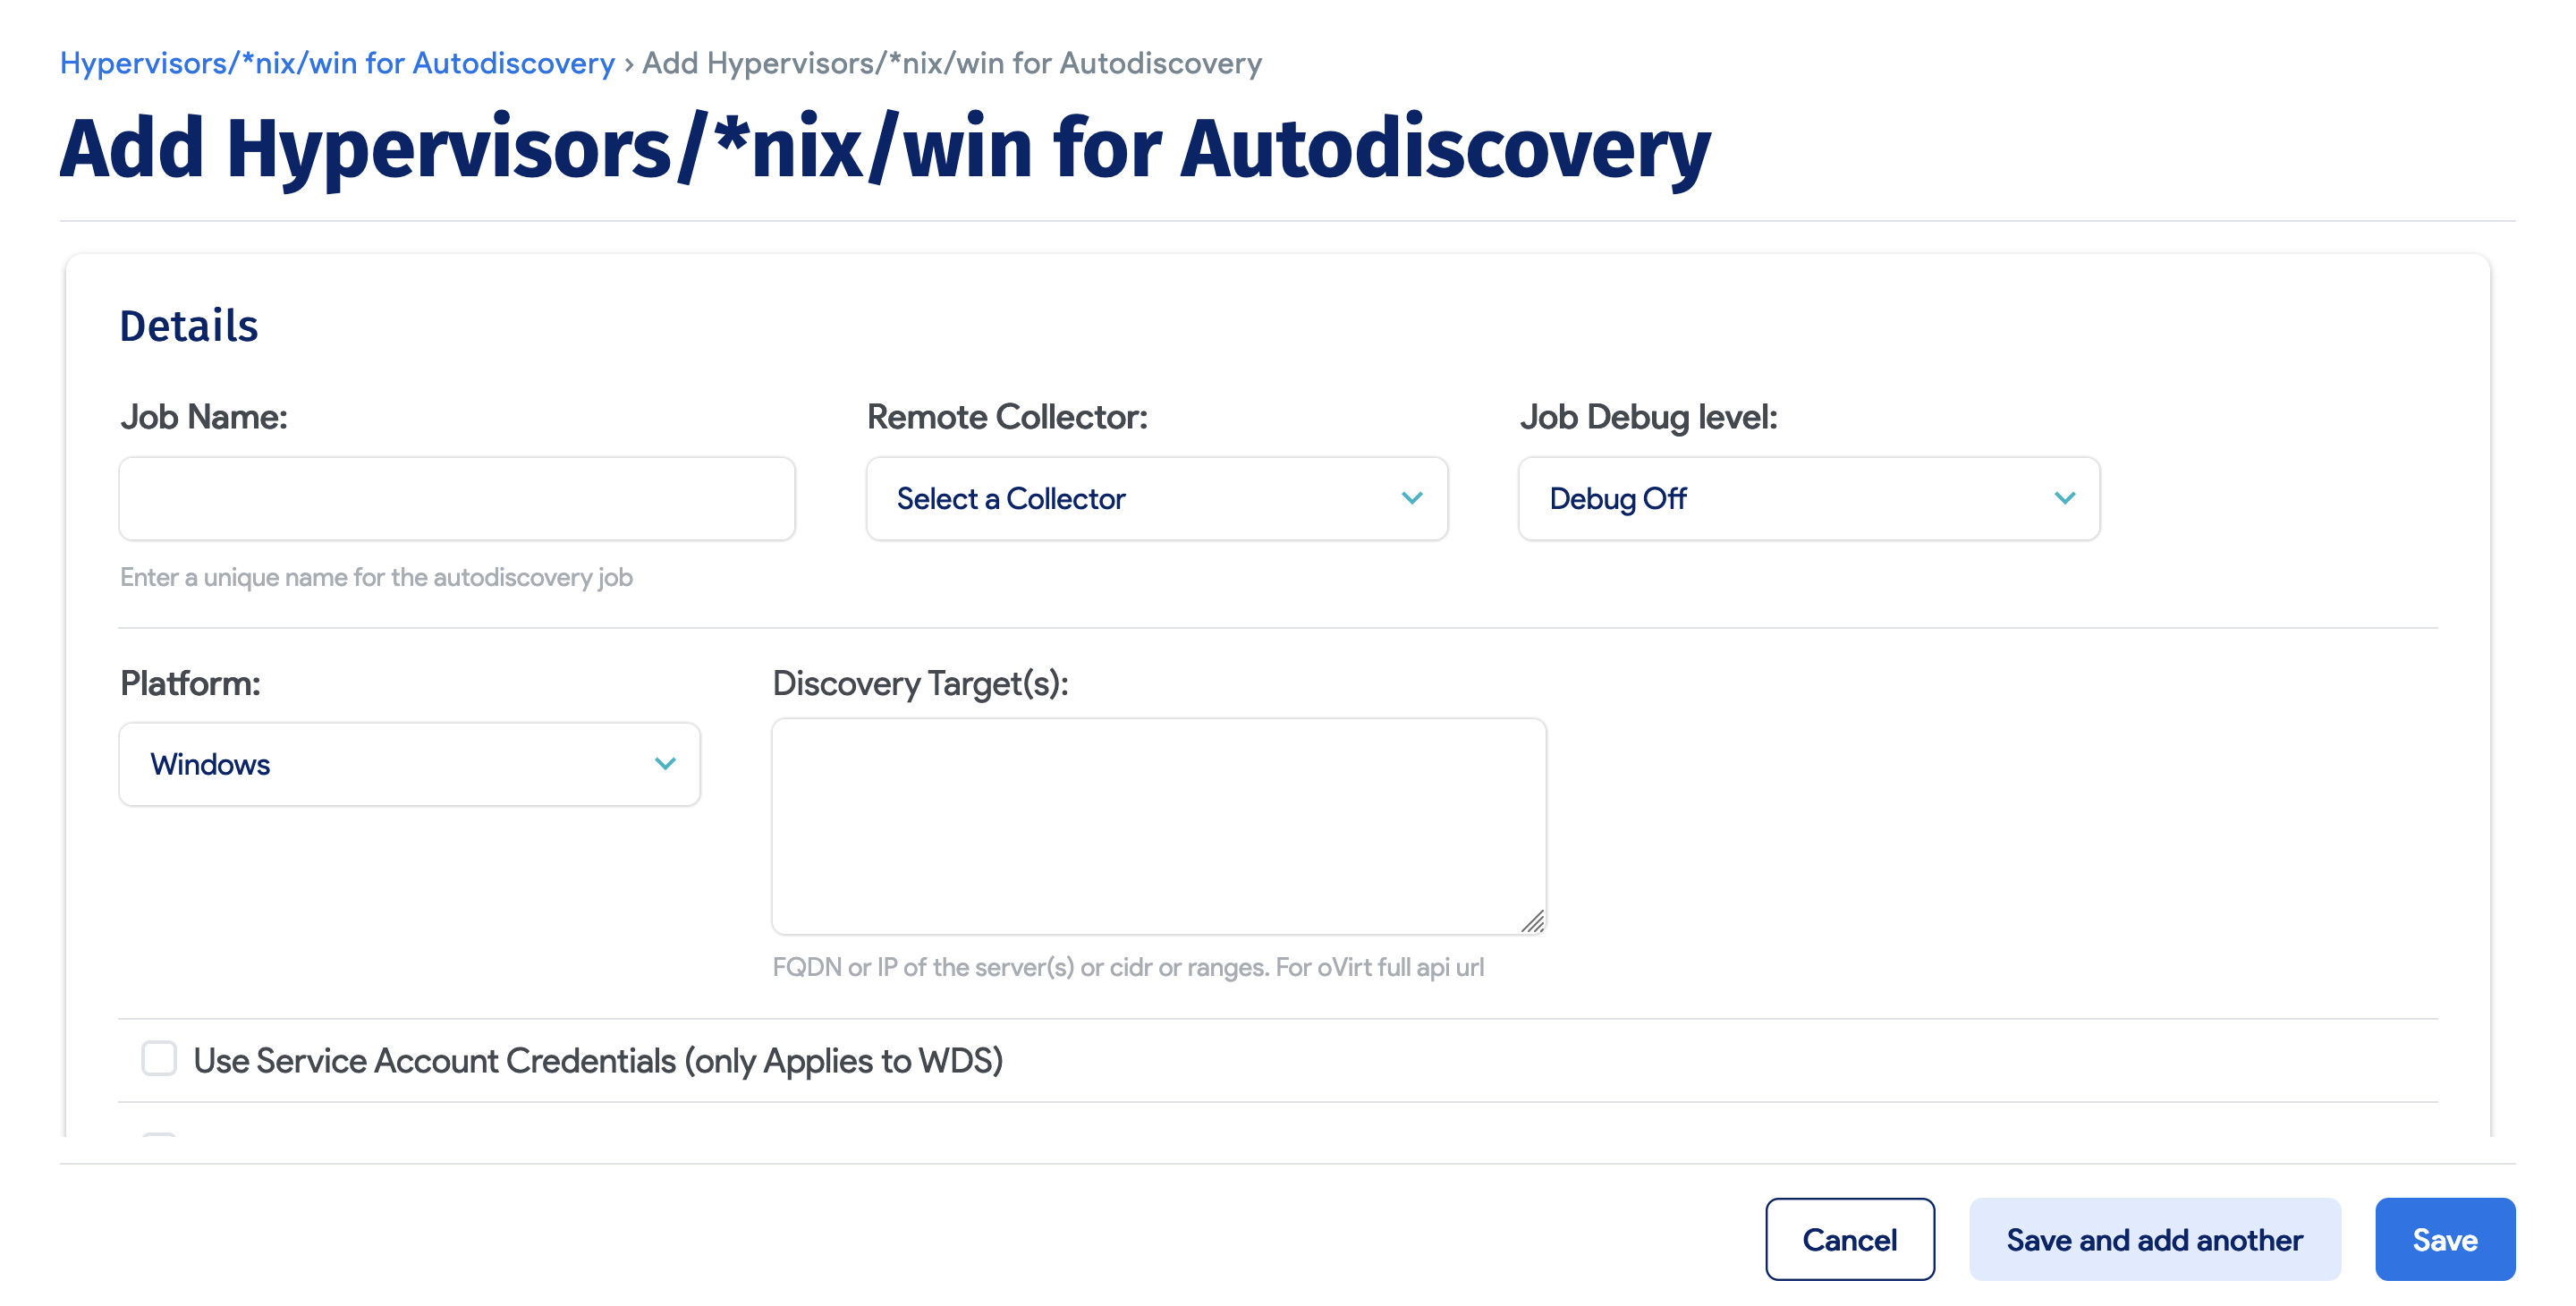 Hypervisors/*nix/win for Autodiscovery › Add Hypervisors/*nix/win for Autodiscovery
Add Hypervisors/*nix/win for Autodiscovery
Details
Job Name:
Remote Collector:
Job Debug level:
Select a Collector
Debug Off
Enter a unique name for the autodiscovery job
Platform:
Discovery Target(s):
Windows
FQDN or IP of the server(s) or cidr or ranges. For oVirt full api url
Use Service Account Credentials (only Applies to WDS)
Cancel
Save and add another
Save